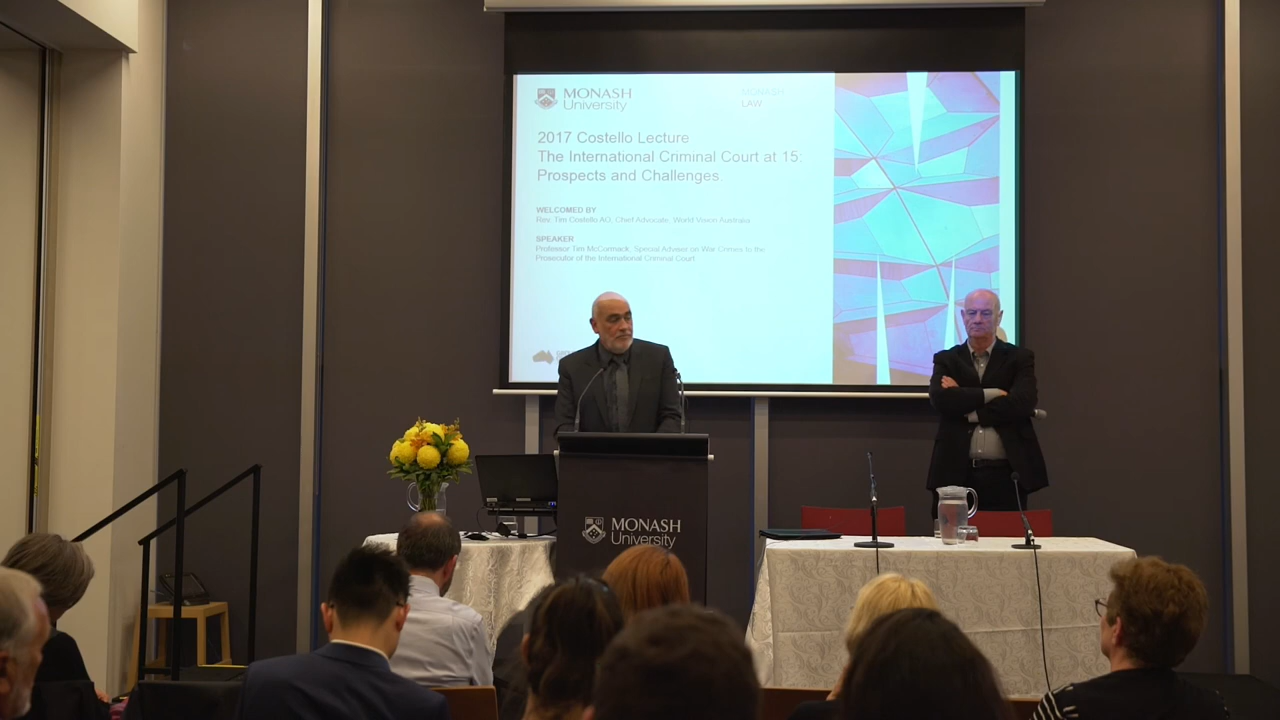 MONASH
University
MONASH
LAW
2017 Costello Lecture
The International Criminal Court at 15:
Prospects and Challenges
WELCOMED BY
Rev. Tim Costello AO, Chief Advocate, World Vision Australia
SPEAKER
Professor Tim McCormack, Special Adviser on War Crimes to the
Prosecutor of the International Criminal Court
MONASH
University